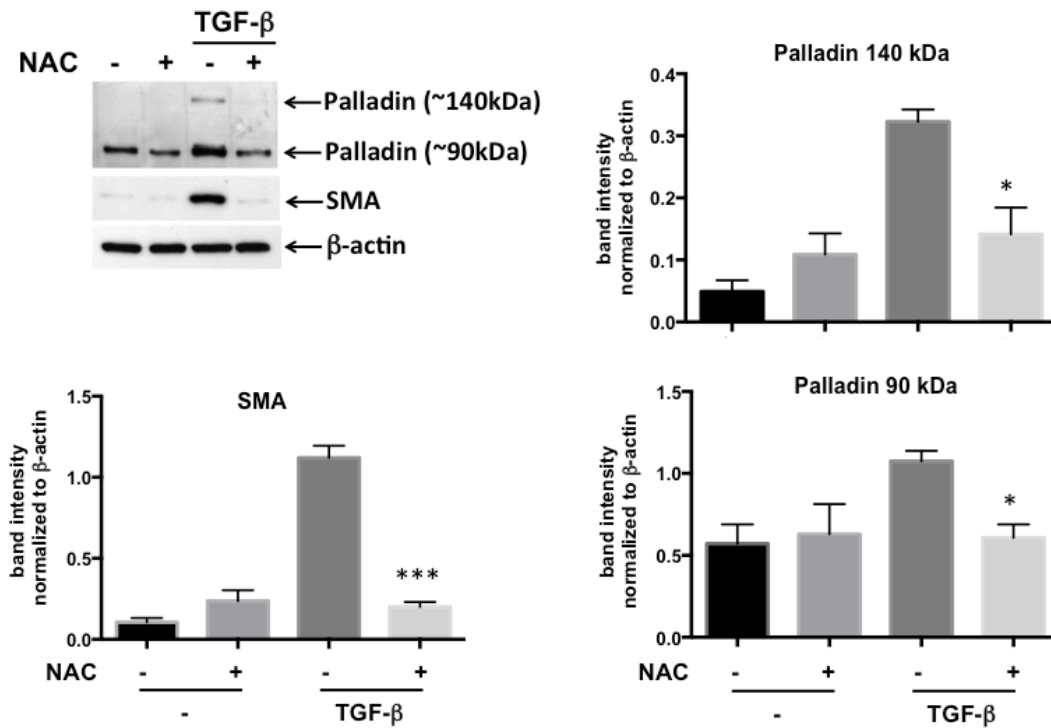 TGF-β
NAC - + - +
Palladin (~140kDa)
Palladin (~90kDa)
SMA
β-actin
Palladin 140 kDa
band intensity
normalized to β-actin
0.4
0.3
0.2
0.1
0.0
*
SMA
band intensity
normalized to β-actin
1.5
1.0
0.5
0.0
***
NAC - + - +
- TGF-β
Palladin 90 kDa
band intensity
normalized to β-actin
1.5
1.0
0.5
0.0
*
NAC - + - +
- TGF-β